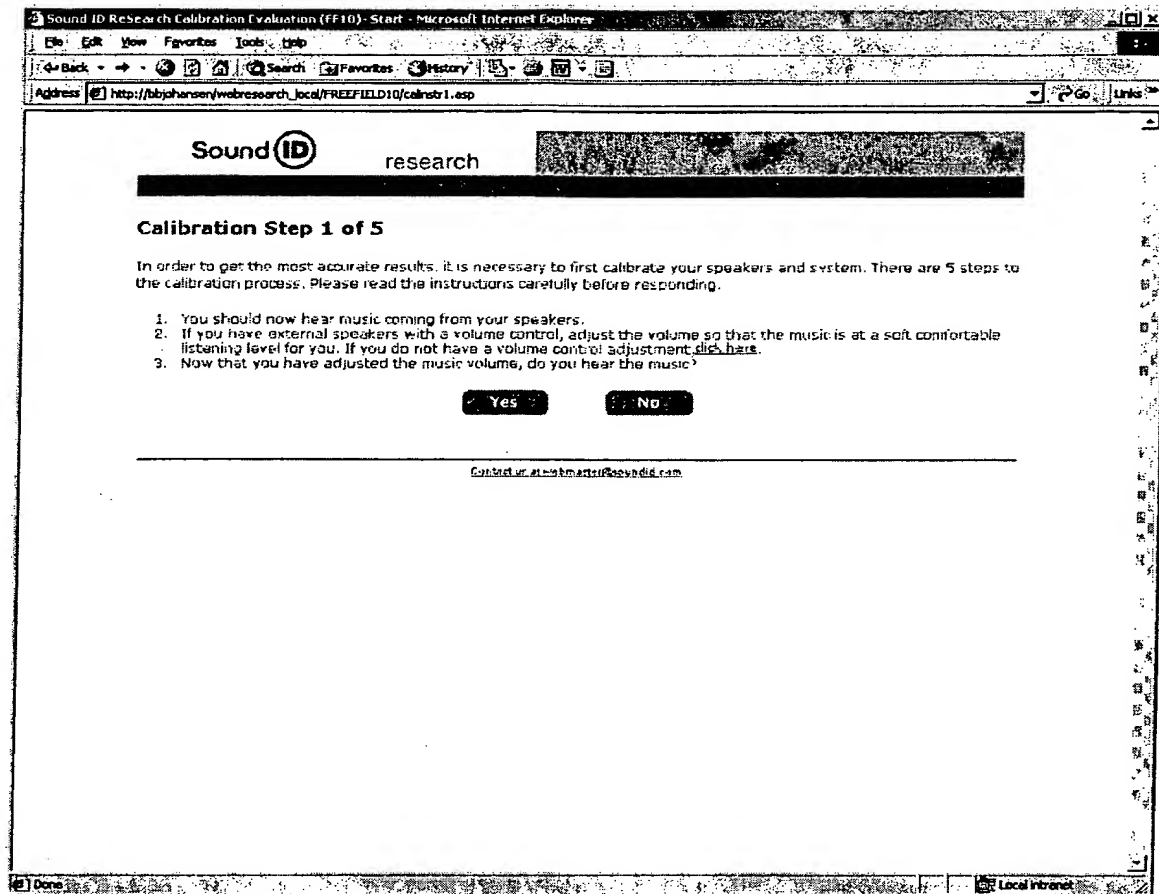 Sound ID ReSearch Calibration Evaluation (FF10)- Start - Microsoft Internet Explorer
File Edit View Favorites Tools Help
Back Search Favorites History
Address http://bbjohansen/webresearch_local/FREEFIELD10/calinstr1.asp Go Links
Sound ID research
Calibration Step 1 of 5
In order to get the most accurate results, it is necessary to first calibrate your speakers and system. There are 5 steps to
the calibration process. Please read the instructions carefully before responding.
1. You should now hear music coming from your speakers.
2. If you have external speakers with a volume control, adjust the volume so that the music is at a soft comfortable
listening level for you. If you do not have a volume control adjustment click here.
3. Now that you have adjusted the music volume, do you hear the music?
Yes No
Contact us at webmaster@soundid.com
Done Local intranet